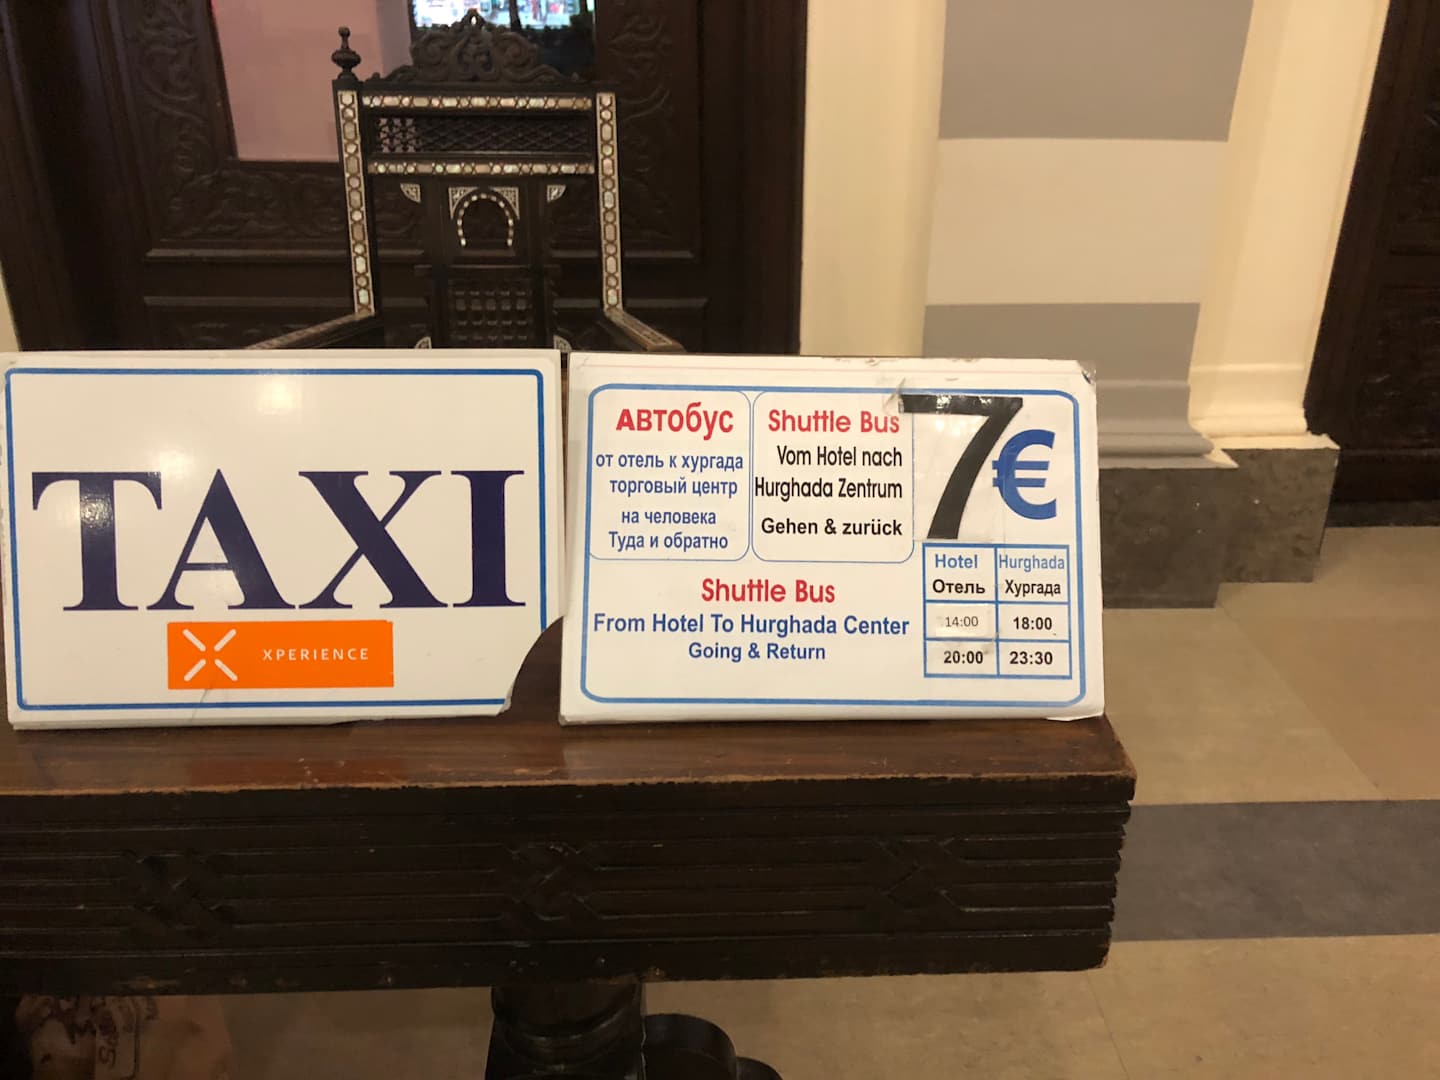 TAXI
XPERIENCE
Автобус
от отель к хургада
торговый центр
на человека
Туда и обратно
Shuttle Bus
Vom Hotel nach
Hurghada Zentrum
Gehen & zurück
7€
Shuttle Bus
From Hotel To Hurghada Center
Going & Return
Hotel Hurghada
Отель Хургада
14:00 18:00
20:00 23:30